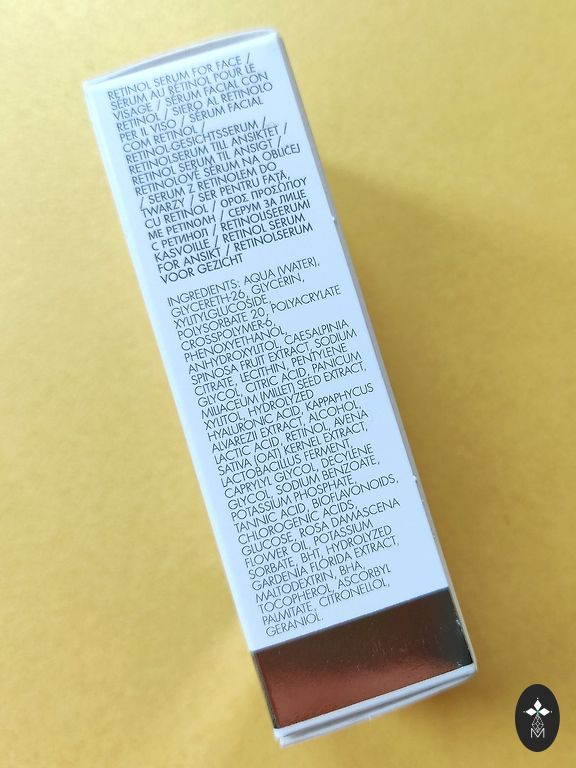 RETINOL SERUM FOR FACE /
SÉRUM AU RÉTINOL POUR LE
VISAGE / SÉRUM FACIAL CON
RETINOL / SIERO AL RETINOLO
PER IL VISO / SÉRUM FACIAL
COM RETINOL /
RETINOL-GESICHTSSERUM /
RETINOLSERUM TILL ANSIKTET /
RETINOL SERUM TIL ANSIGT /
RETINOLOVÉ SÉRUM NA OBLIČEJ
/ SERUM Z RETINOLEM DO
TWARZY / SER PENTRU FAȚĂ,
CU RETINOL / ΟΡΟΣ ΠΡΟΣΩΠΟΥ
ΜΕ ΡΕΤΙΝΟΛΗ / СЕРУМ ЗА ЛИЦЕ
С РЕТИНОЛ / RETINOLISEERUMI
KASVOILLE / RETINOL SERUM
FOR ANSIKT / RETINOLSERUM
VOOR GEZICHT
INGREDIENTS: AQUA (WATER),
GLYCERETH-26, GLYCERIN,
XYLITYLGLUCOSIDE,
POLYSORBATE 20, POLYACRYLATE
CROSSPOLYMER-6,
PHENOXYETHANOL,
ANHYDROXYLITOL, CAESALPINIA
SPINOSA FRUIT EXTRACT, SODIUM
CITRATE, LECITHIN, PENTYLENE
GLYCOL, CITRIC ACID, PANICUM
MILIACEUM (MILLET) SEED EXTRACT,
XYLITOL, HYDROLYZED
HYALURONIC ACID, KAPPAPHYCUS
ALVAREZII EXTRACT, ALCOHOL,
LACTIC ACID, RETINOL, AVENA
SATIVA (OAT) KERNEL EXTRACT,
LACTOBACILLUS FERMENT,
CAPRYLYL GLYCOL, DECYLENE
GLYCOL, SODIUM BENZOATE,
POTASSIUM PHOSPHATE,
TANNIC ACID, BIOFLAVONOIDS,
CHLOROGENIC ACIDS,
GLUCOSE, ROSA DAMASCENA
FLOWER OIL, POTASSIUM
SORBATE, BHT, HYDROLYZED
GARDENIA FLORIDA EXTRACT,
MALTODEXTRIN, BHA,
TOCOPHEROL, ASCORBYL
PALMITATE, CITRONELLOL,
GERANIOL.
M